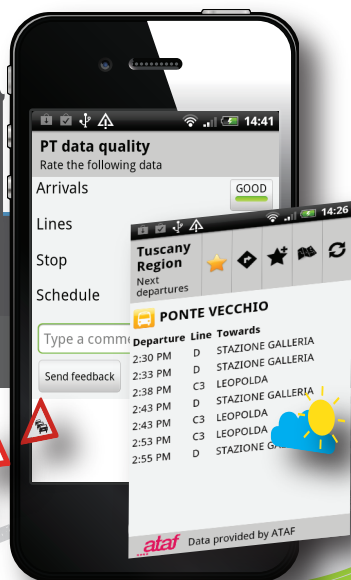 14:41
PT data quality
Rate the following data
Arrivals
GOOD
Lines
Stop
Schedule
Type a comme
Send feedback
14:26
Tuscany
Region
Next
departures
PONTE VECCHIO
Departure Line Towards
2:30 PM D STAZIONE GALLERIA
2:33 PM D STAZIONE GALLERIA
2:38 PM C3 LEOPOLDA
2:43 PM D STAZIONE GALLERIA
2:43 PM C3 LEOPOLDA
2:53 PM C3 LEOPOLDA
2:55 PM D STAZIONE GA
ataf Data provided by ATAF